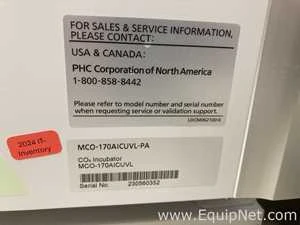 FOR SALES & SERVICE INFORMATION,
PLEASE CONTACT:
USA & CANADA:
PHC Corporation of North America
1-800-858-8442
Please refer to model number and serial number
when requesting service or validation support.
2024 IT-
Inventory
MCO-170AICUVL-PA
CO₂ Incubator
MCO-170AICUVL
Serial No. 230560352
www.EquipNet.com